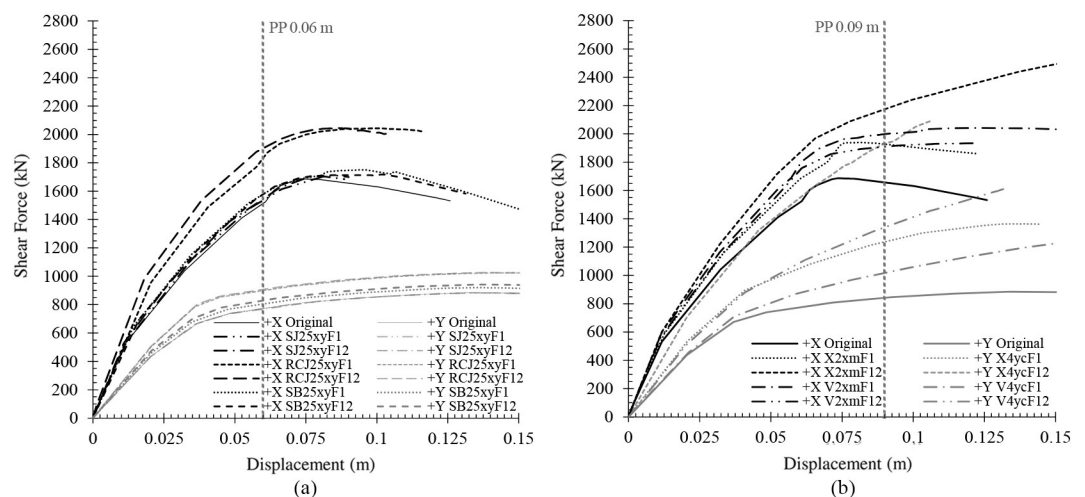 (a)
2800
2600
2400
2200
2000
1800
1600
1400
1200
1000
800
600
400
200
0
Shear Force (kN)
PP 0.06 m
+X Original
+X SJ25xyF1
+X SJ25xyF12
+X RCJ25xyF1
+X RCJ25xyF12
+X SB25xyF1
+X SB25xyF12
+Y Original
+Y SJ25xyF1
+Y SJ25xyF12
+Y RCJ25xyF1
+Y RCJ25xyF12
+Y SB25xyF1
+Y SB25xyF12
0 0.025 0.05 0.075 0.1 0.125 0.15
Displacement (m)
(a)
(b)
2800
2600
2400
2200
2000
1800
1600
1400
1200
1000
800
600
400
200
0
Shear Force (kN)
PP 0.09 m
+X Original
+X X2xmF1
+X X2xmF12
+X V2xmF1
+X V2xmF12
+Y Original
+Y X4ycF1
+Y X4ycF12
+Y V4ycF1
+Y V4ycF12
0 0.025 0.05 0.075 0.1 0.125 0.15
Displacement (m)
(b)